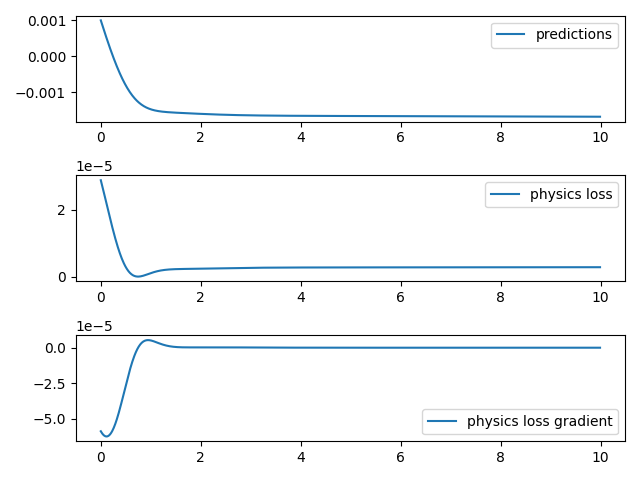 0.001
0.000
−0.001
predictions
0 2 4 6 8 10
1e−5
2
0
physics loss
0 2 4 6 8 10
1e−5
0.0
−2.5
−5.0
physics loss gradient
0 2 4 6 8 10